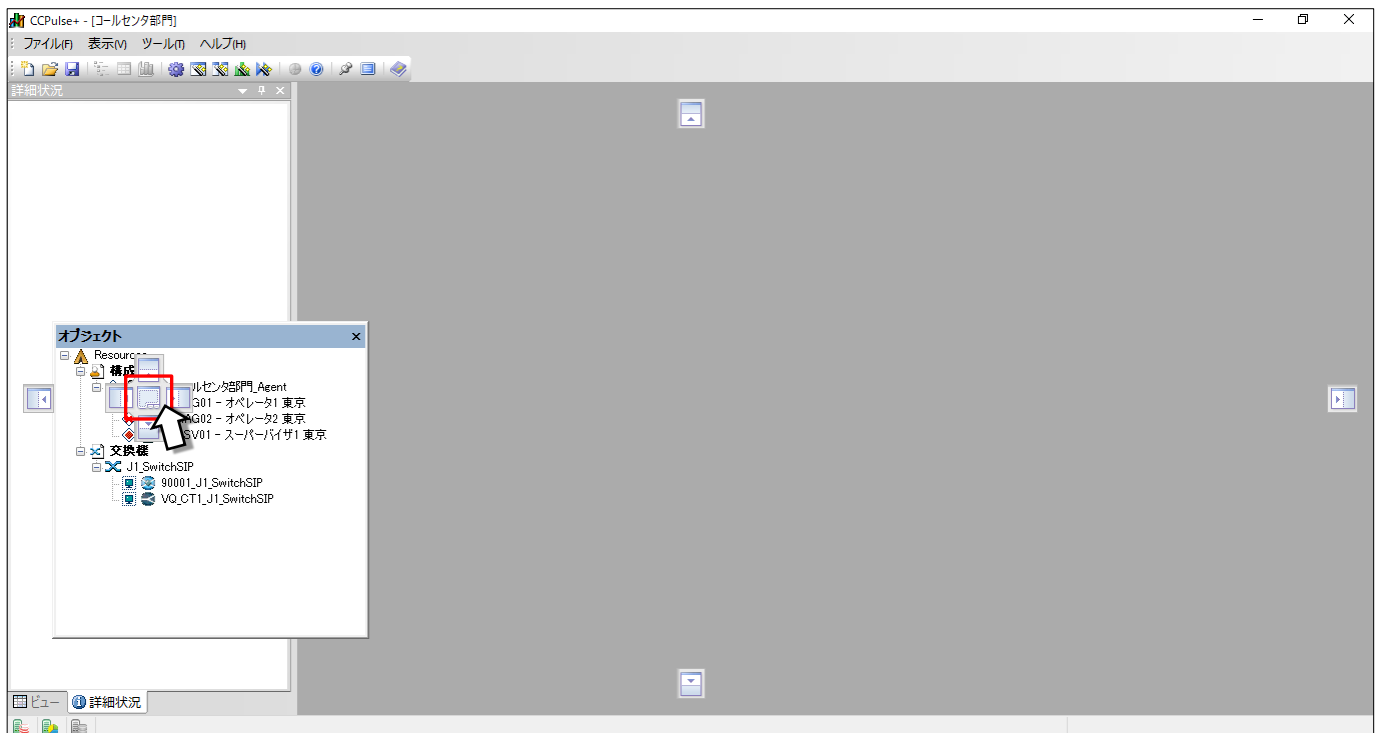 CCPulse+ - [コールセンタ部門]
ファイル(F) 表示(V) ツール(T) ヘルプ(H)
詳細状況
オブジェクト
Resources
構成
ルセンタ部門_Agent
G01 - オペレータ1 東京
AG02 - オペレータ2 東京
SV01 - スーパーバイザ1 東京
交換機
J1_SwitchSIP
90001_J1_SwitchSIP
VQ_CT1_J1_SwitchSIP
ビュー 詳細状況